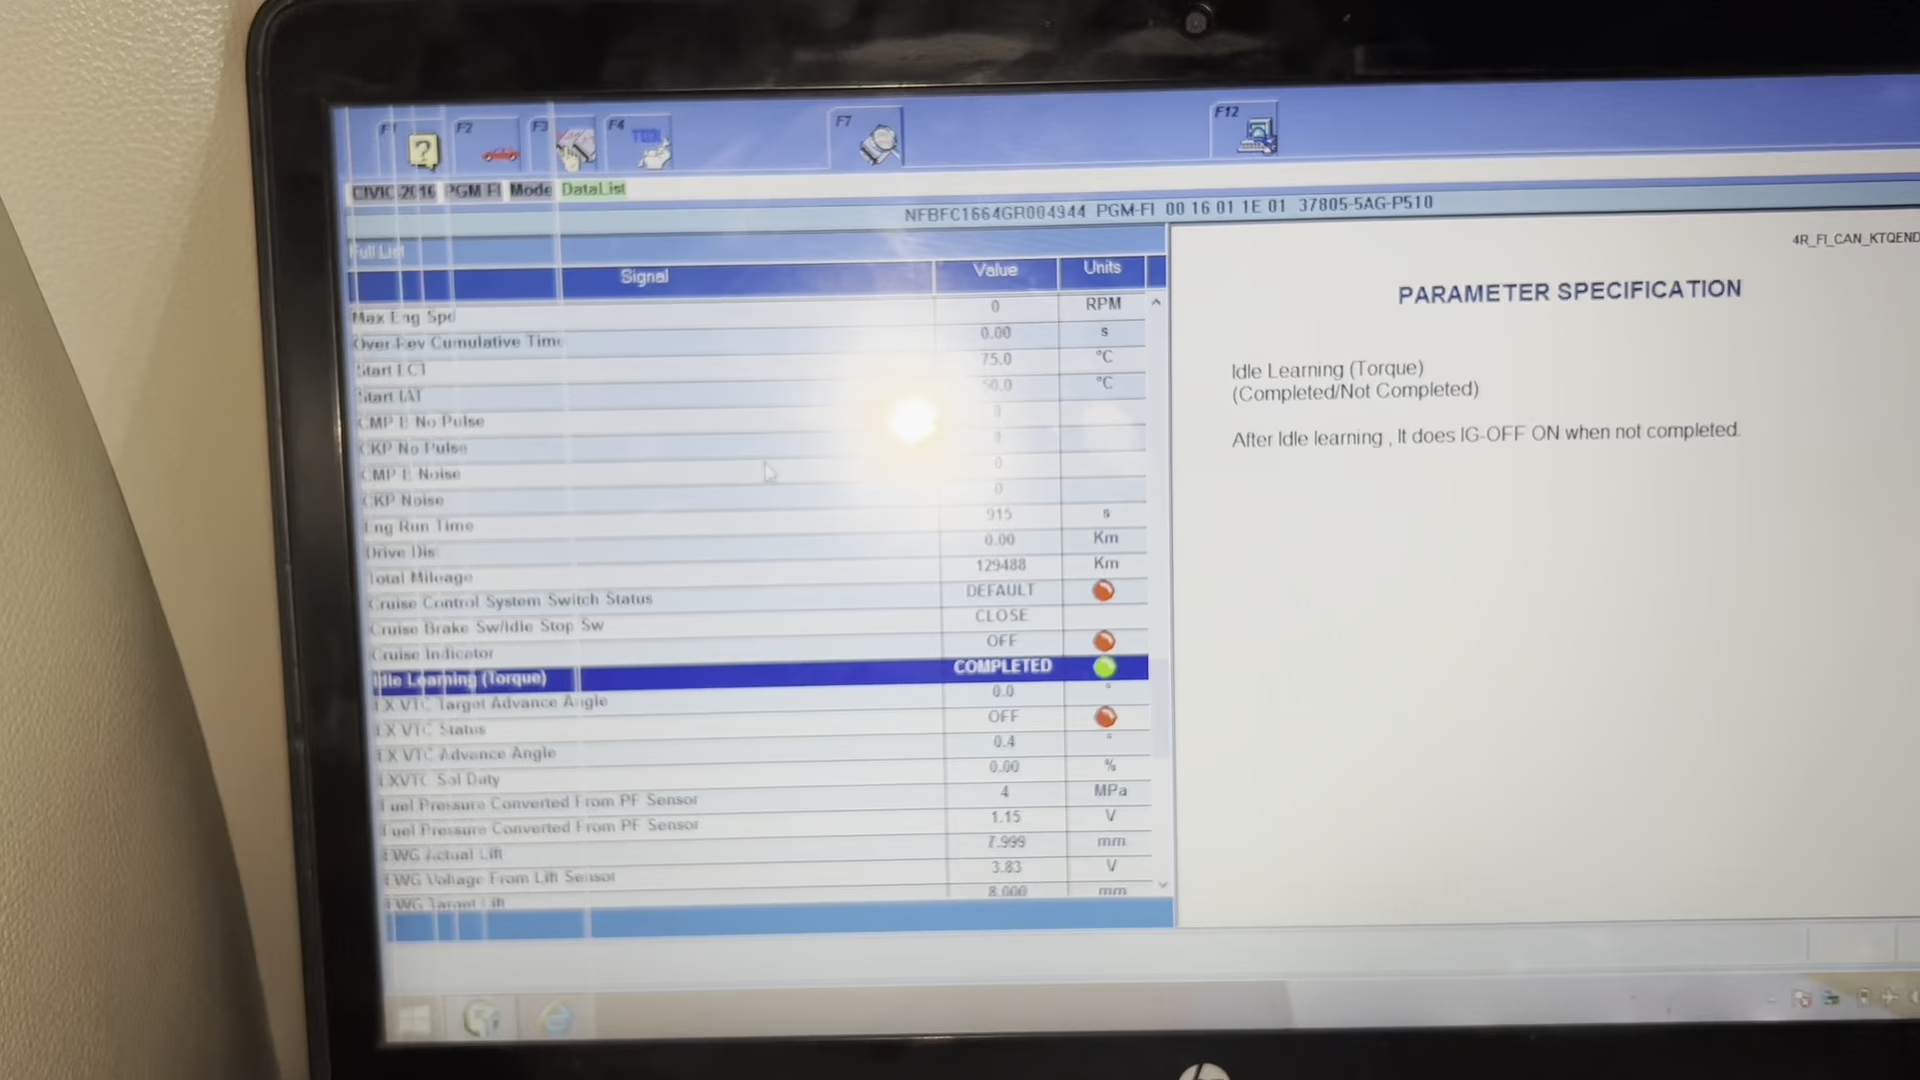 F1 F2 F3 F4 F7 F12
CIVIC 2016 PGM FI Mode DataList
NFBFC1664GR004944 PGM-FI 00 16 01 1E 01 37805-5AG-P510
Full List
4R_FI_CAN_KTQEND
Signal Value Units
PARAMETER SPECIFICATION
Max Eng Spd 0 RPM
Over Rev Cumulative Time 0.00 s
Start ECT 75.0 °C
Start IAT 50.0 °C
CMP E No Pulse 0
CKP No Pulse 0
CMP E Noise 0
CKP Noise 0
Eng Run Time 915 s
Drive Dis 0.00 Km
Total Mileage 129488 Km
Cruise Control System Switch Status DEFAULT
Cruise Brake Sw/Idle Stop Sw CLOSE
Cruise Indicator OFF
Idle Learning (Torque) COMPLETED
EX VTC Target Advance Angle 0.0 °
EX VTC Status OFF
EX VTC Advance Angle 0.4 °
EXVTC Sol Duty 0.00 %
Fuel Pressure Converted From PF Sensor 4 MPa
Fuel Pressure Converted From PF Sensor 1.15 V
EWG Actual Lift 7.999 mm
EWG Voltage From Lift Sensor 3.83 V
EWG Target Lift 8.000 mm
Idle Learning (Torque)
(Completed/Not Completed)
After Idle learning , It does IG-OFF ON when not completed.